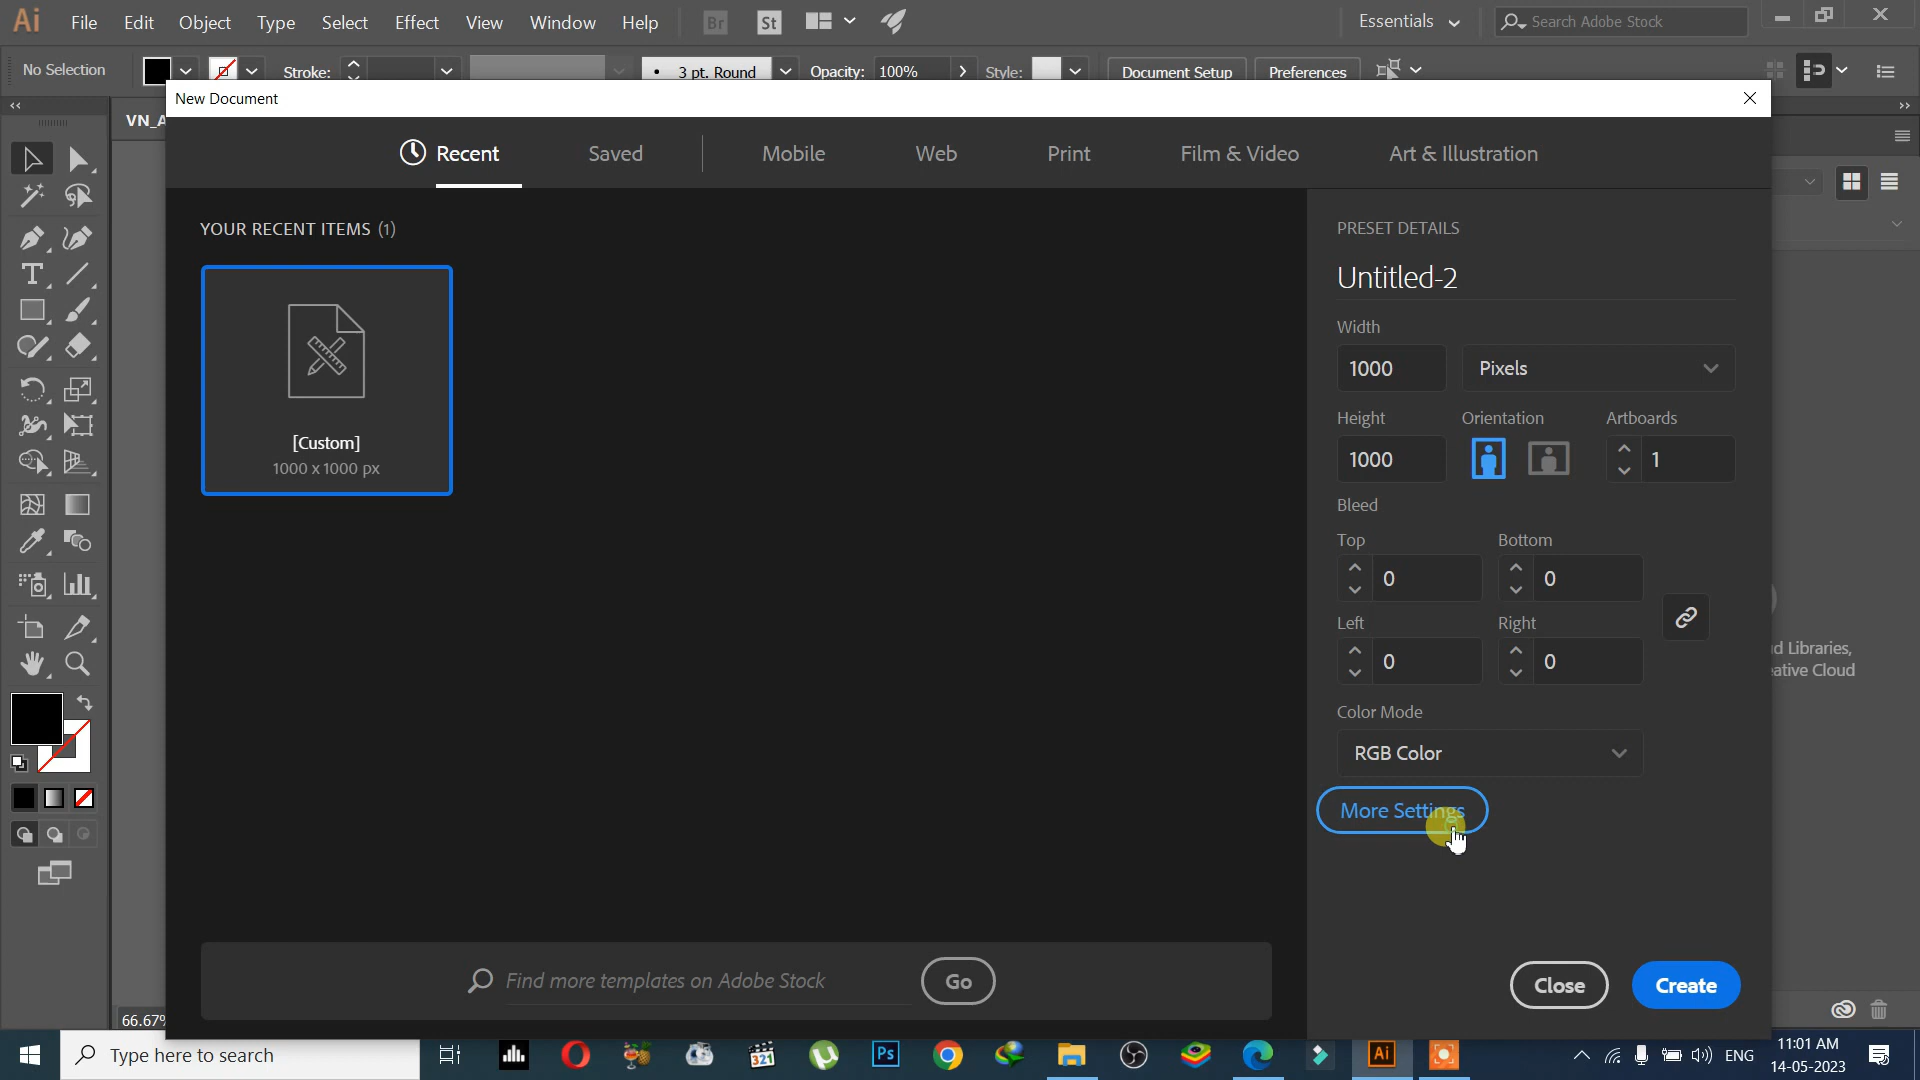 Ai File Edit Object Type Select Effect View Window Help Br St Essentials Search Adobe Stock
No Selection Stroke: 3 pt. Round Opacity: 100% Style: Document Setup Preferences
New Document
VN_A
Recent Saved Mobile Web Print Film & Video Art & Illustration
YOUR RECENT ITEMS (1)
[Custom]
1000 x 1000 px
PRESET DETAILS
Untitled-2
Width
1000 Pixels
Height Orientation Artboards
1000 1
Bleed
Top Bottom
0 0
Left Right
0 0
Color Mode
RGB Color
More Settings
d Libraries,
eative Cloud
Find more templates on Adobe Stock Go
Close Create
66.67%
Type here to search
321 Ps Ai
ENG
11:01 AM
14-05-2023